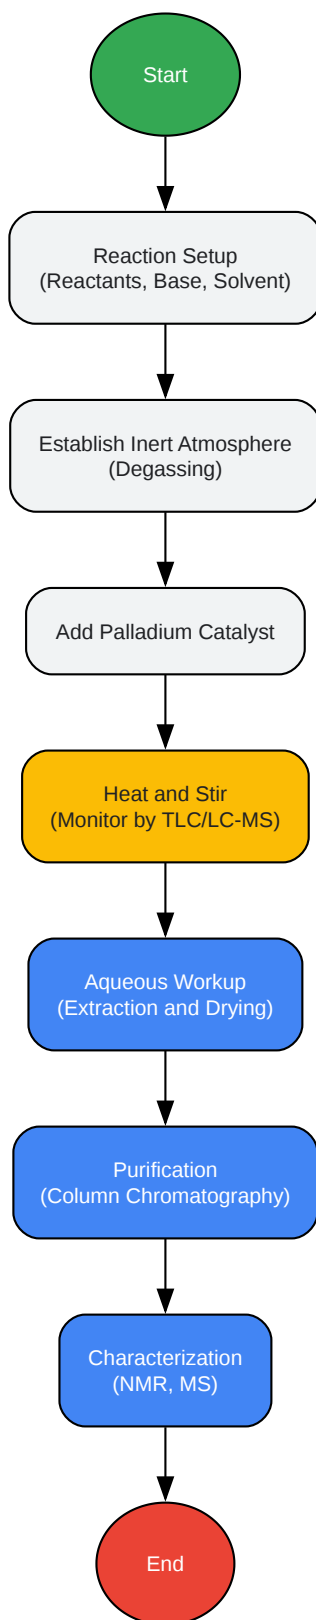 Start
Reaction Setup
(Reactants, Base, Solvent)
Establish Inert Atmosphere
(Degassing)
Add Palladium Catalyst
Heat and Stir
(Monitor by TLC/LC-MS)
Aqueous Workup
(Extraction and Drying)
Purification
(Column Chromatography)
Characterization
(NMR, MS)
End